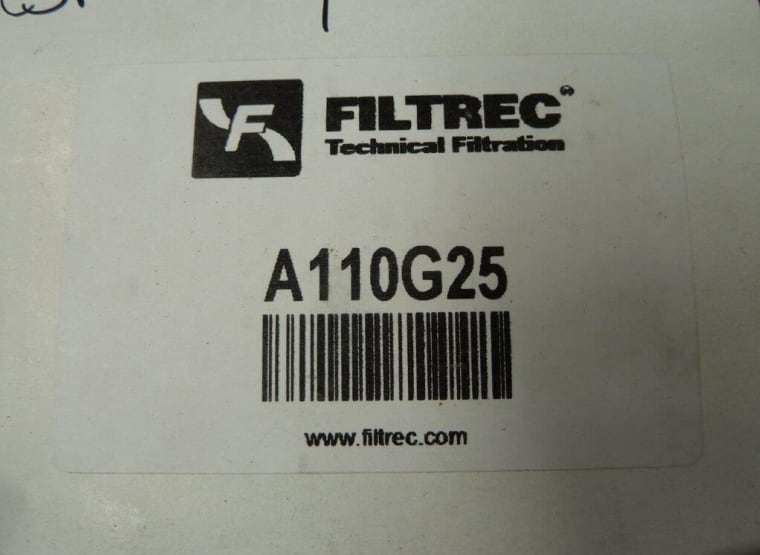 FILTREC®
Technical Filtration
A110G25
www.filtrec.com